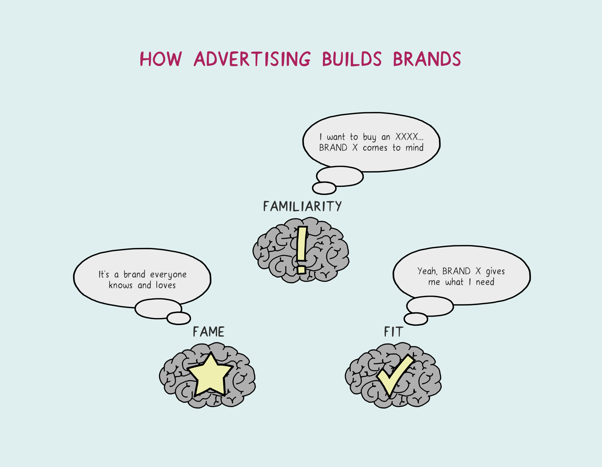 HOW ADVERTISING BUILDS BRANDS
I want to buy an XXXX...
BRAND X comes to mind
FAMILIARITY
It's a brand everyone
knows and loves
FAME
Yeah, BRAND X gives
me what I need
FIT